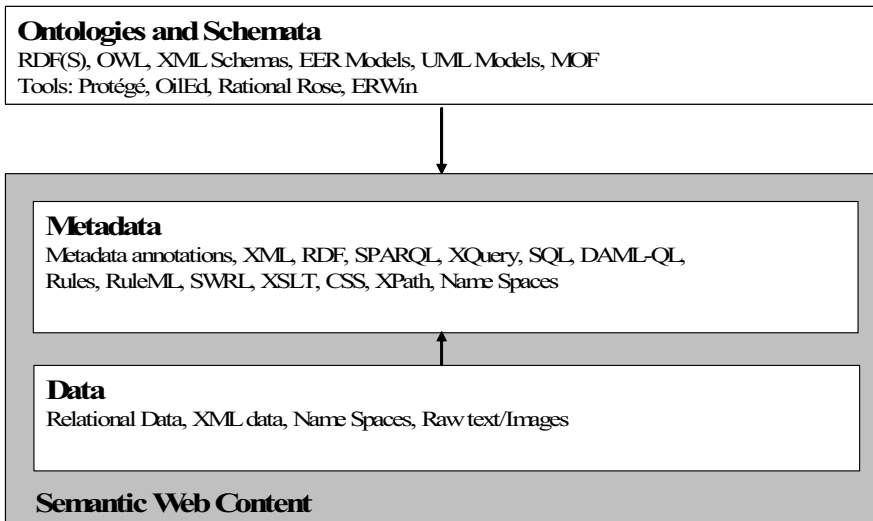 Ontologies and Schemata
RDF(S), OWL, XML Schemas, EER Models, UML Models, MOF
Tools: Protégé, OilEd, Rational Rose, ERWin
Metadada
Metadata annotations, XML, RDF, SPARQL, XQuery, SQL, DAML-QL,
Rules, RuleML, SWRL, XSLT, CSS, XPath, Name Spaces
Data
Relational Data, XML data, Name Spaces, Raw text/Images
Semantic Web Content